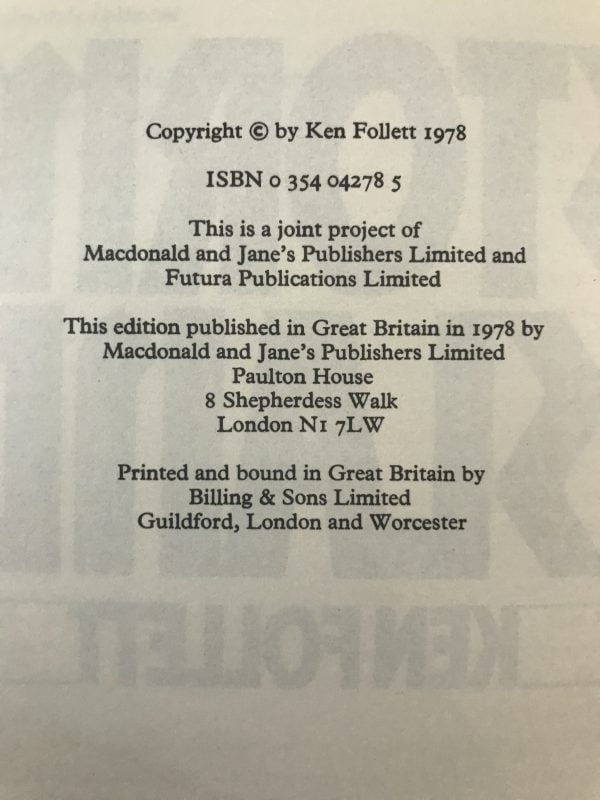 Copyright © by Ken Follett 1978
ISBN 0 354 04278 5
This is a joint project of
Macdonald and Jane's Publishers Limited and
Futura Publications Limited
This edition published in Great Britain in 1978 by
Macdonald and Jane's Publishers Limited
Paulton House
8 Shepherdess Walk
London N1 7LW
Printed and bound in Great Britain by
Billing & Sons Limited
Guildford, London and Worcester
KEN FOLLETT